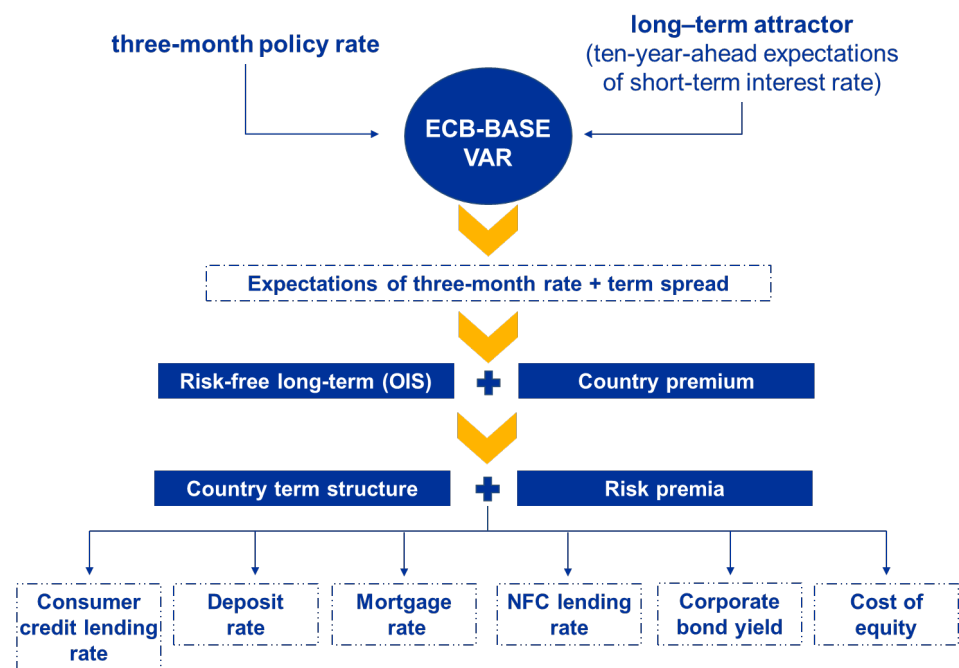 three-month policy rate
long–term attractor
(ten-year-ahead expectations
of short-term interest rate)
ECB-BASE
VAR
Expectations of three-month rate + term spread
Risk-free long-term (OIS)
Country premium
Country term structure
Risk premia
Consumer
credit lending
rate
Deposit
rate
Mortgage
rate
NFC lending
rate
Corporate
bond yield
Cost of
equity